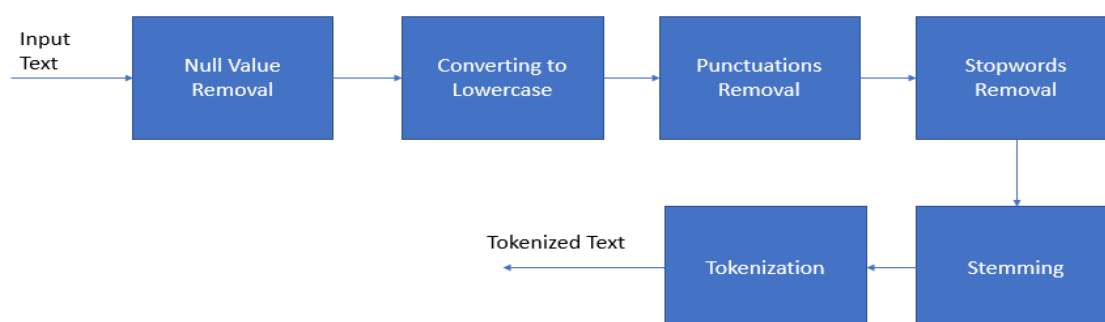 Input
Text
Null Value
Removal
Converting to
Lowercase
Punctuations
Removal
Stopwords
Removal
Stemming
Tokenization
Tokenized Text